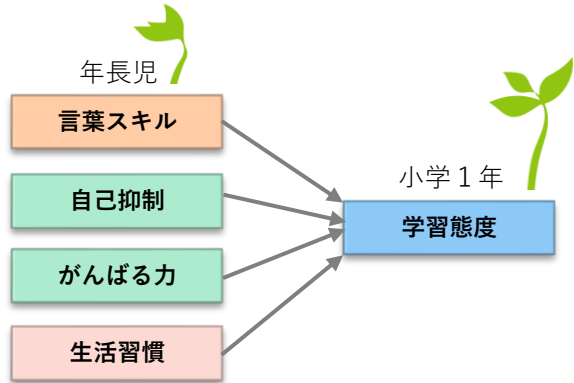 年長児
言葉スキル
自己抑制
がんばる力
生活習慣
小学１年
学習態度